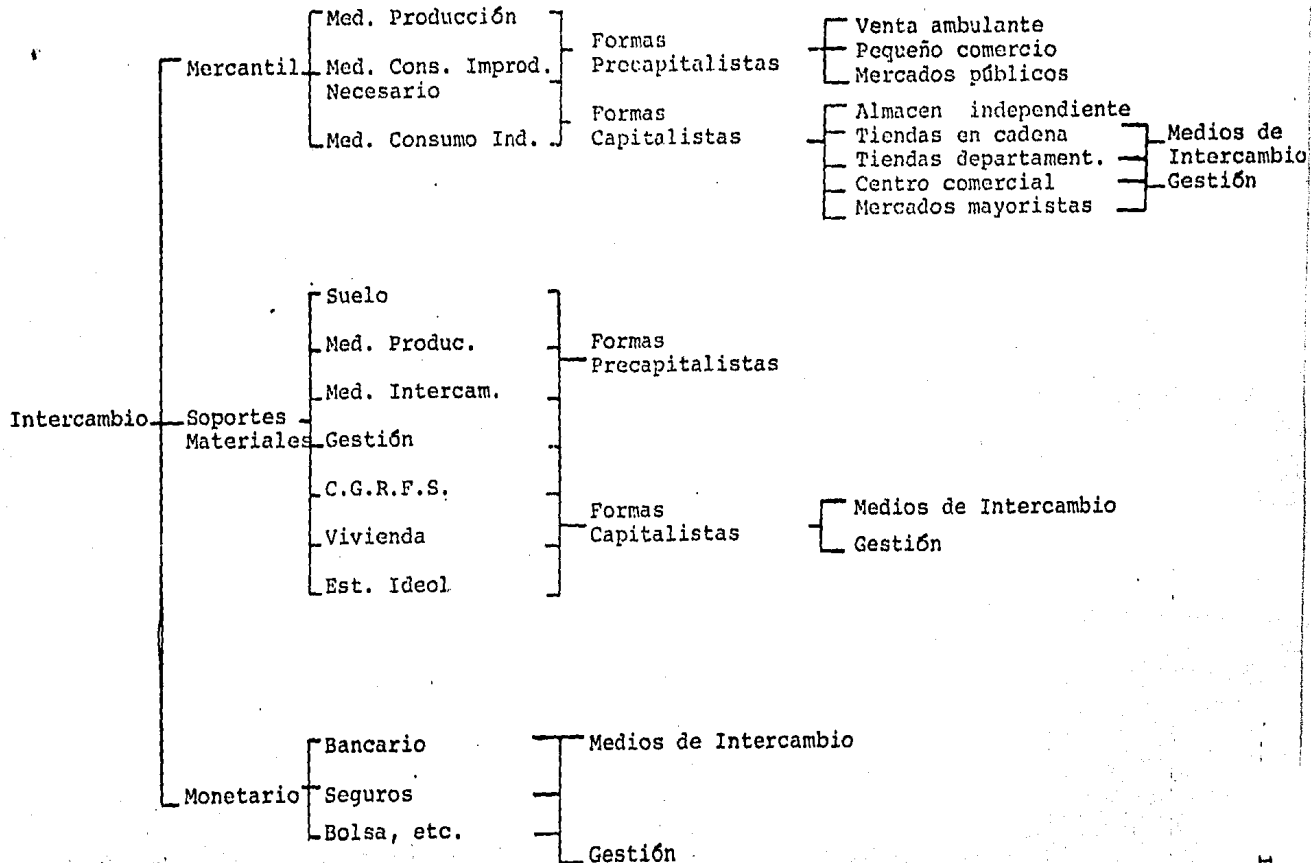 Med. Producción
Mercantil
Med. Cons. Improd.
Necesario
Med. Consumo Ind.
Formas
Precapitalistas
Formas
Capitalistas
Venta ambulante
Pequeño comercio
Mercados públicos
Almacen independiente
Tiendas en cadena
Tiendas departament.
Centro comercial
Mercados mayoristas
Medios de
Intercambio
Gestión
Intercambio
Soportes
Materiales
Suelo
Med. Produc.
Med. Intercam.
Gestión
C.G.R.F.S.
Vivienda
Est. Ideol
Formas
Precapitalistas
Formas
Capitalistas
Medios de Intercambio
Gestión
Monetario
Bancario
Seguros
Bolsa, etc.
Medios de Intercambio
Gestión